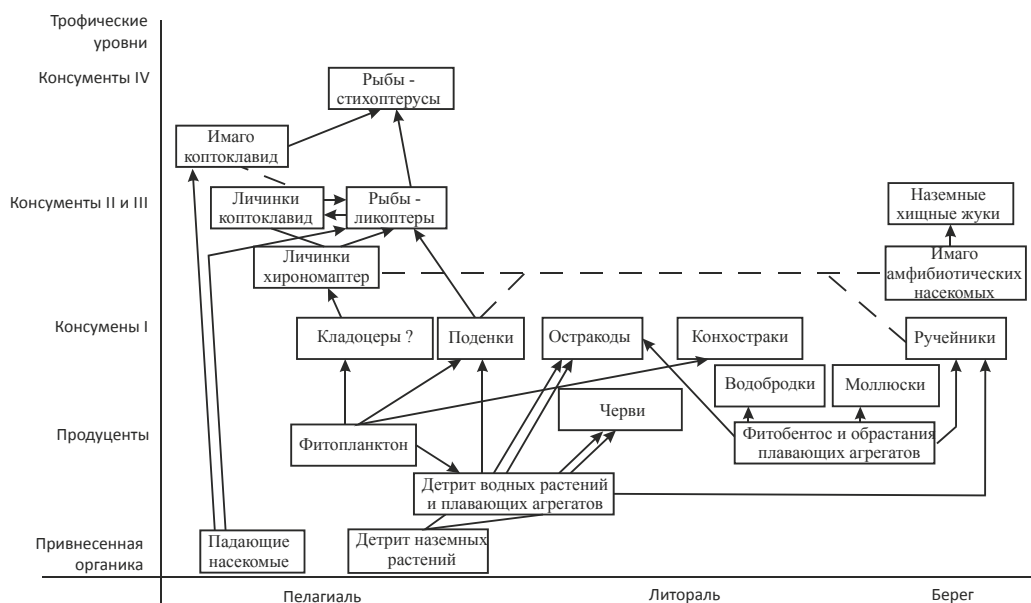 Трофические
уровни
Консументы IV
Рыбы -
стихоптерусы
Имаго
коптоклавид
Консументы II и III
Личинки
коптоклавид
Рыбы -
ликоптеры
Наземные
хищные жуки
Личинки
хирономаптер
Имаго
амфибиотических
насекомых
Консумены I
Кладоцеры ?
Поденки
Остракоды
Конхостраки
Ручейники
Водобродки
Моллюски
Черви
Продуценты
Фитопланктон
Фитобентос и обрастания
плавающих агрегатов
Детрит водных растений
и плавающих агрегатов
Привнесенная
органика
Падающие
насекомые
Детрит наземных
растений
Пелагиаль
Литораль
Берег